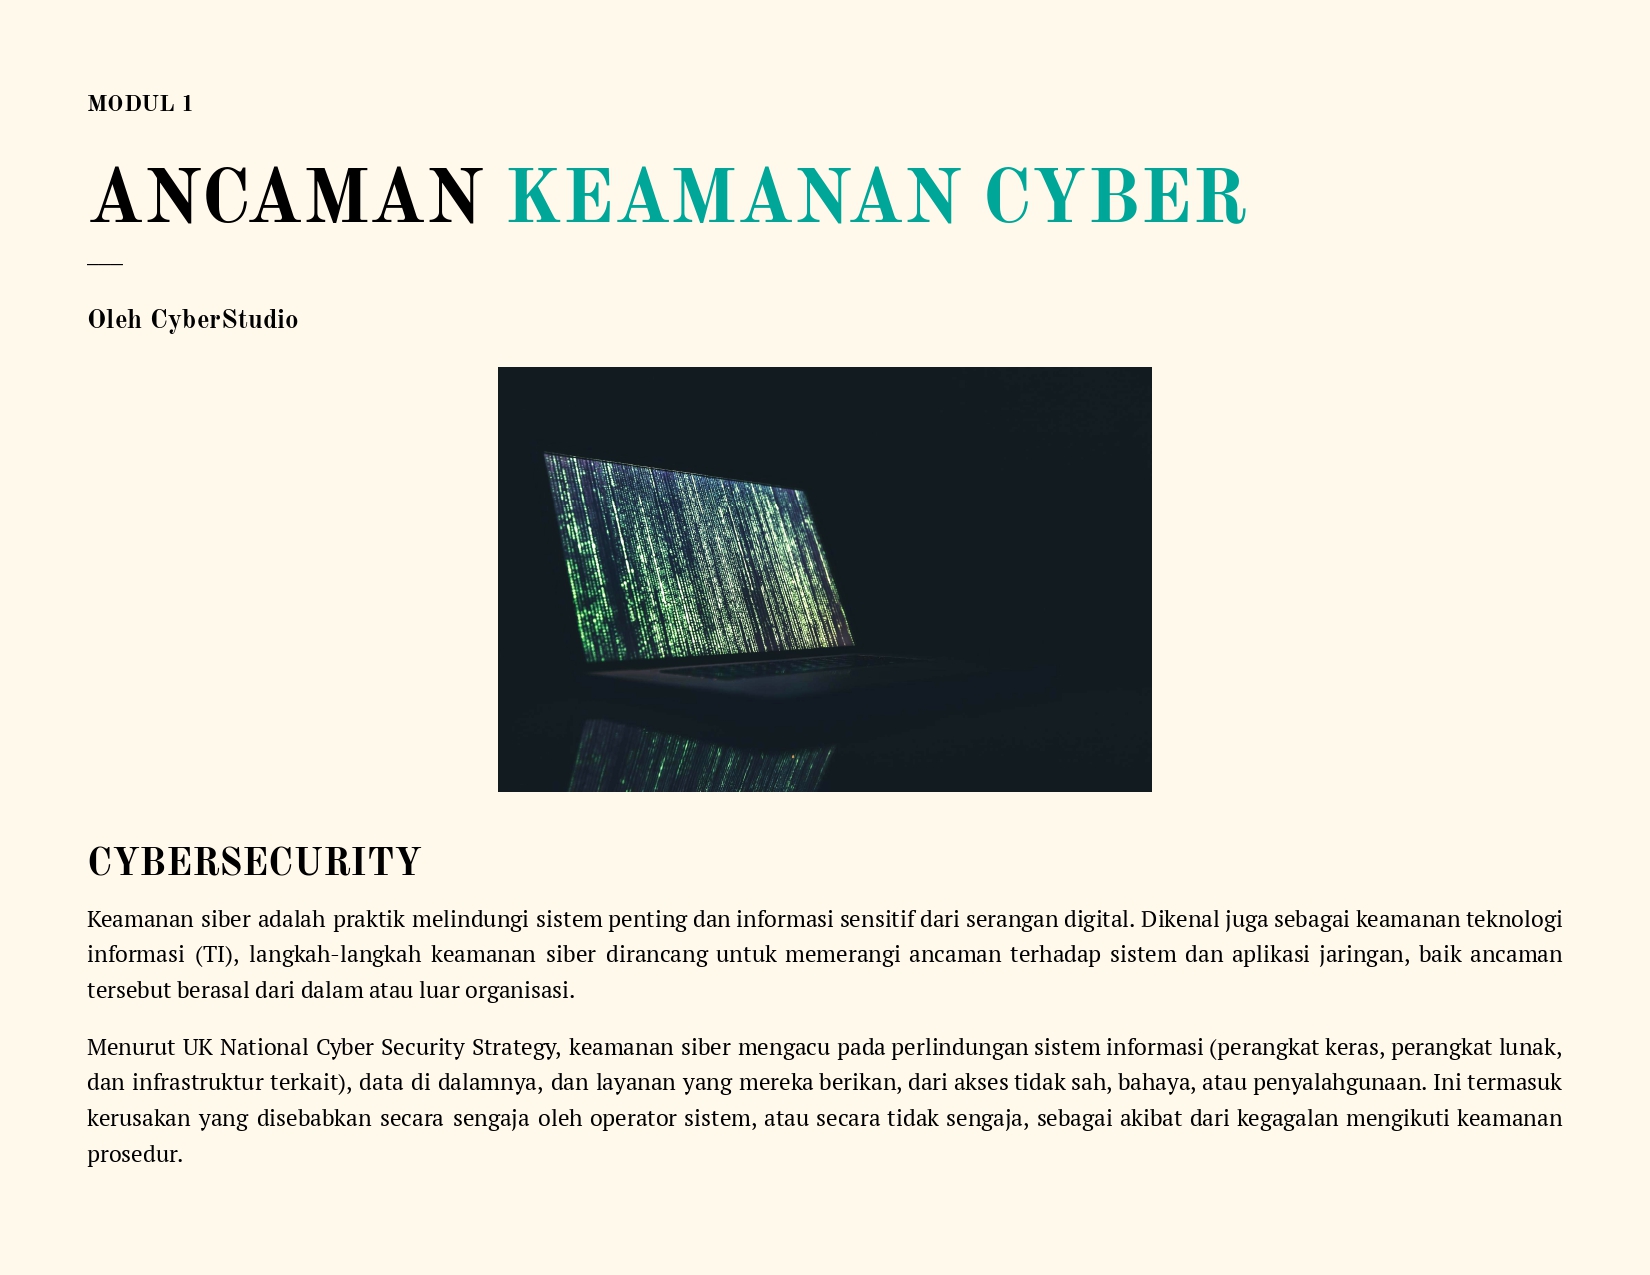 MODUL 1
ANCAMAN KEAMANAN CYBER
Oleh CyberStudio
CYBERSECURITY
Keamanan siber adalah praktik melindungi sistem penting dan informasi sensitif dari serangan digital. Dikenal juga sebagai keamanan teknologi
informasi (TI), langkah-langkah keamanan siber dirancang untuk memerangi ancaman terhadap sistem dan aplikasi jaringan, baik ancaman
tersebut berasal dari dalam atau luar organisasi.
Menurut UK National Cyber Security Strategy, keamanan siber mengacu pada perlindungan sistem informasi (perangkat keras, perangkat lunak,
dan infrastruktur terkait), data di dalamnya, dan layanan yang mereka berikan, dari akses tidak sah, bahaya, atau penyalahgunaan. Ini termasuk
kerusakan yang disebabkan secara sengaja oleh operator sistem, atau secara tidak sengaja, sebagai akibat dari kegagalan mengikuti keamanan
prosedur.